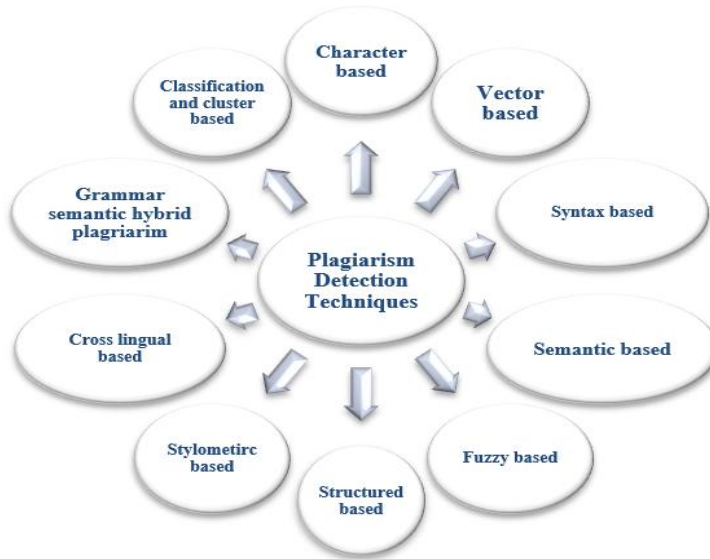 Character
based
Classification
and cluster
based
Vector
based
Grammar
semantic hybrid
plagriarim
Syntax based
Plagiarism
Detection
Techniques
Cross lingual
based
Semantic based
Stylometirc
based
Fuzzy based
Structured
based